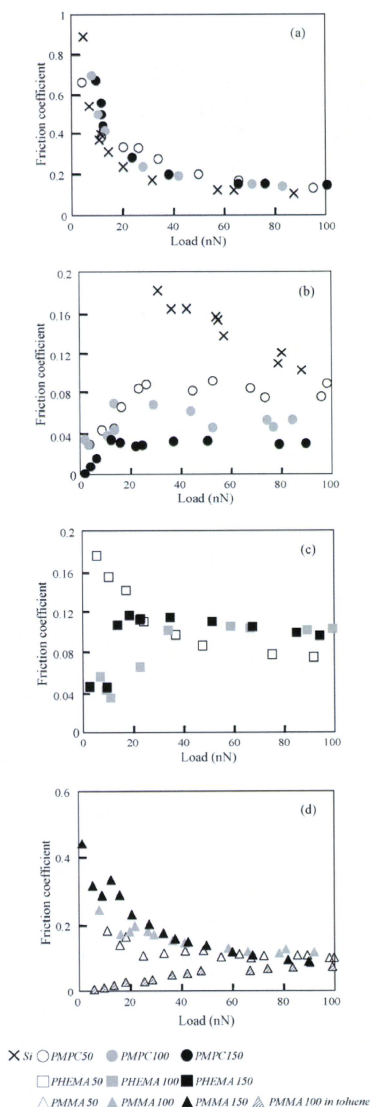 (a)
Friction coefficient
1
0.8
0.6
0.4
0.2
0
0 20 40 60 80 100
Load (nN)
(b)
Friction coefficient
0.2
0.16
0.12
0.08
0.04
0
0 20 40 60 80 100
Load (nN)
(c)
Friction coefficient
0.2
0.16
0.12
0.08
0.04
0
0 20 40 60 80 100
Load (nN)
(d)
Friction coefficient
0.6
0.4
0.2
0
0 20 40 60 80 100
Load (nN)
Si PMPC50 PMPC100 PMPC150
PHEMA 50 PHEMA 100 PHEMA 150
PMMA 50 PMMA 100 PMMA 150 PMMA 100 in toluene